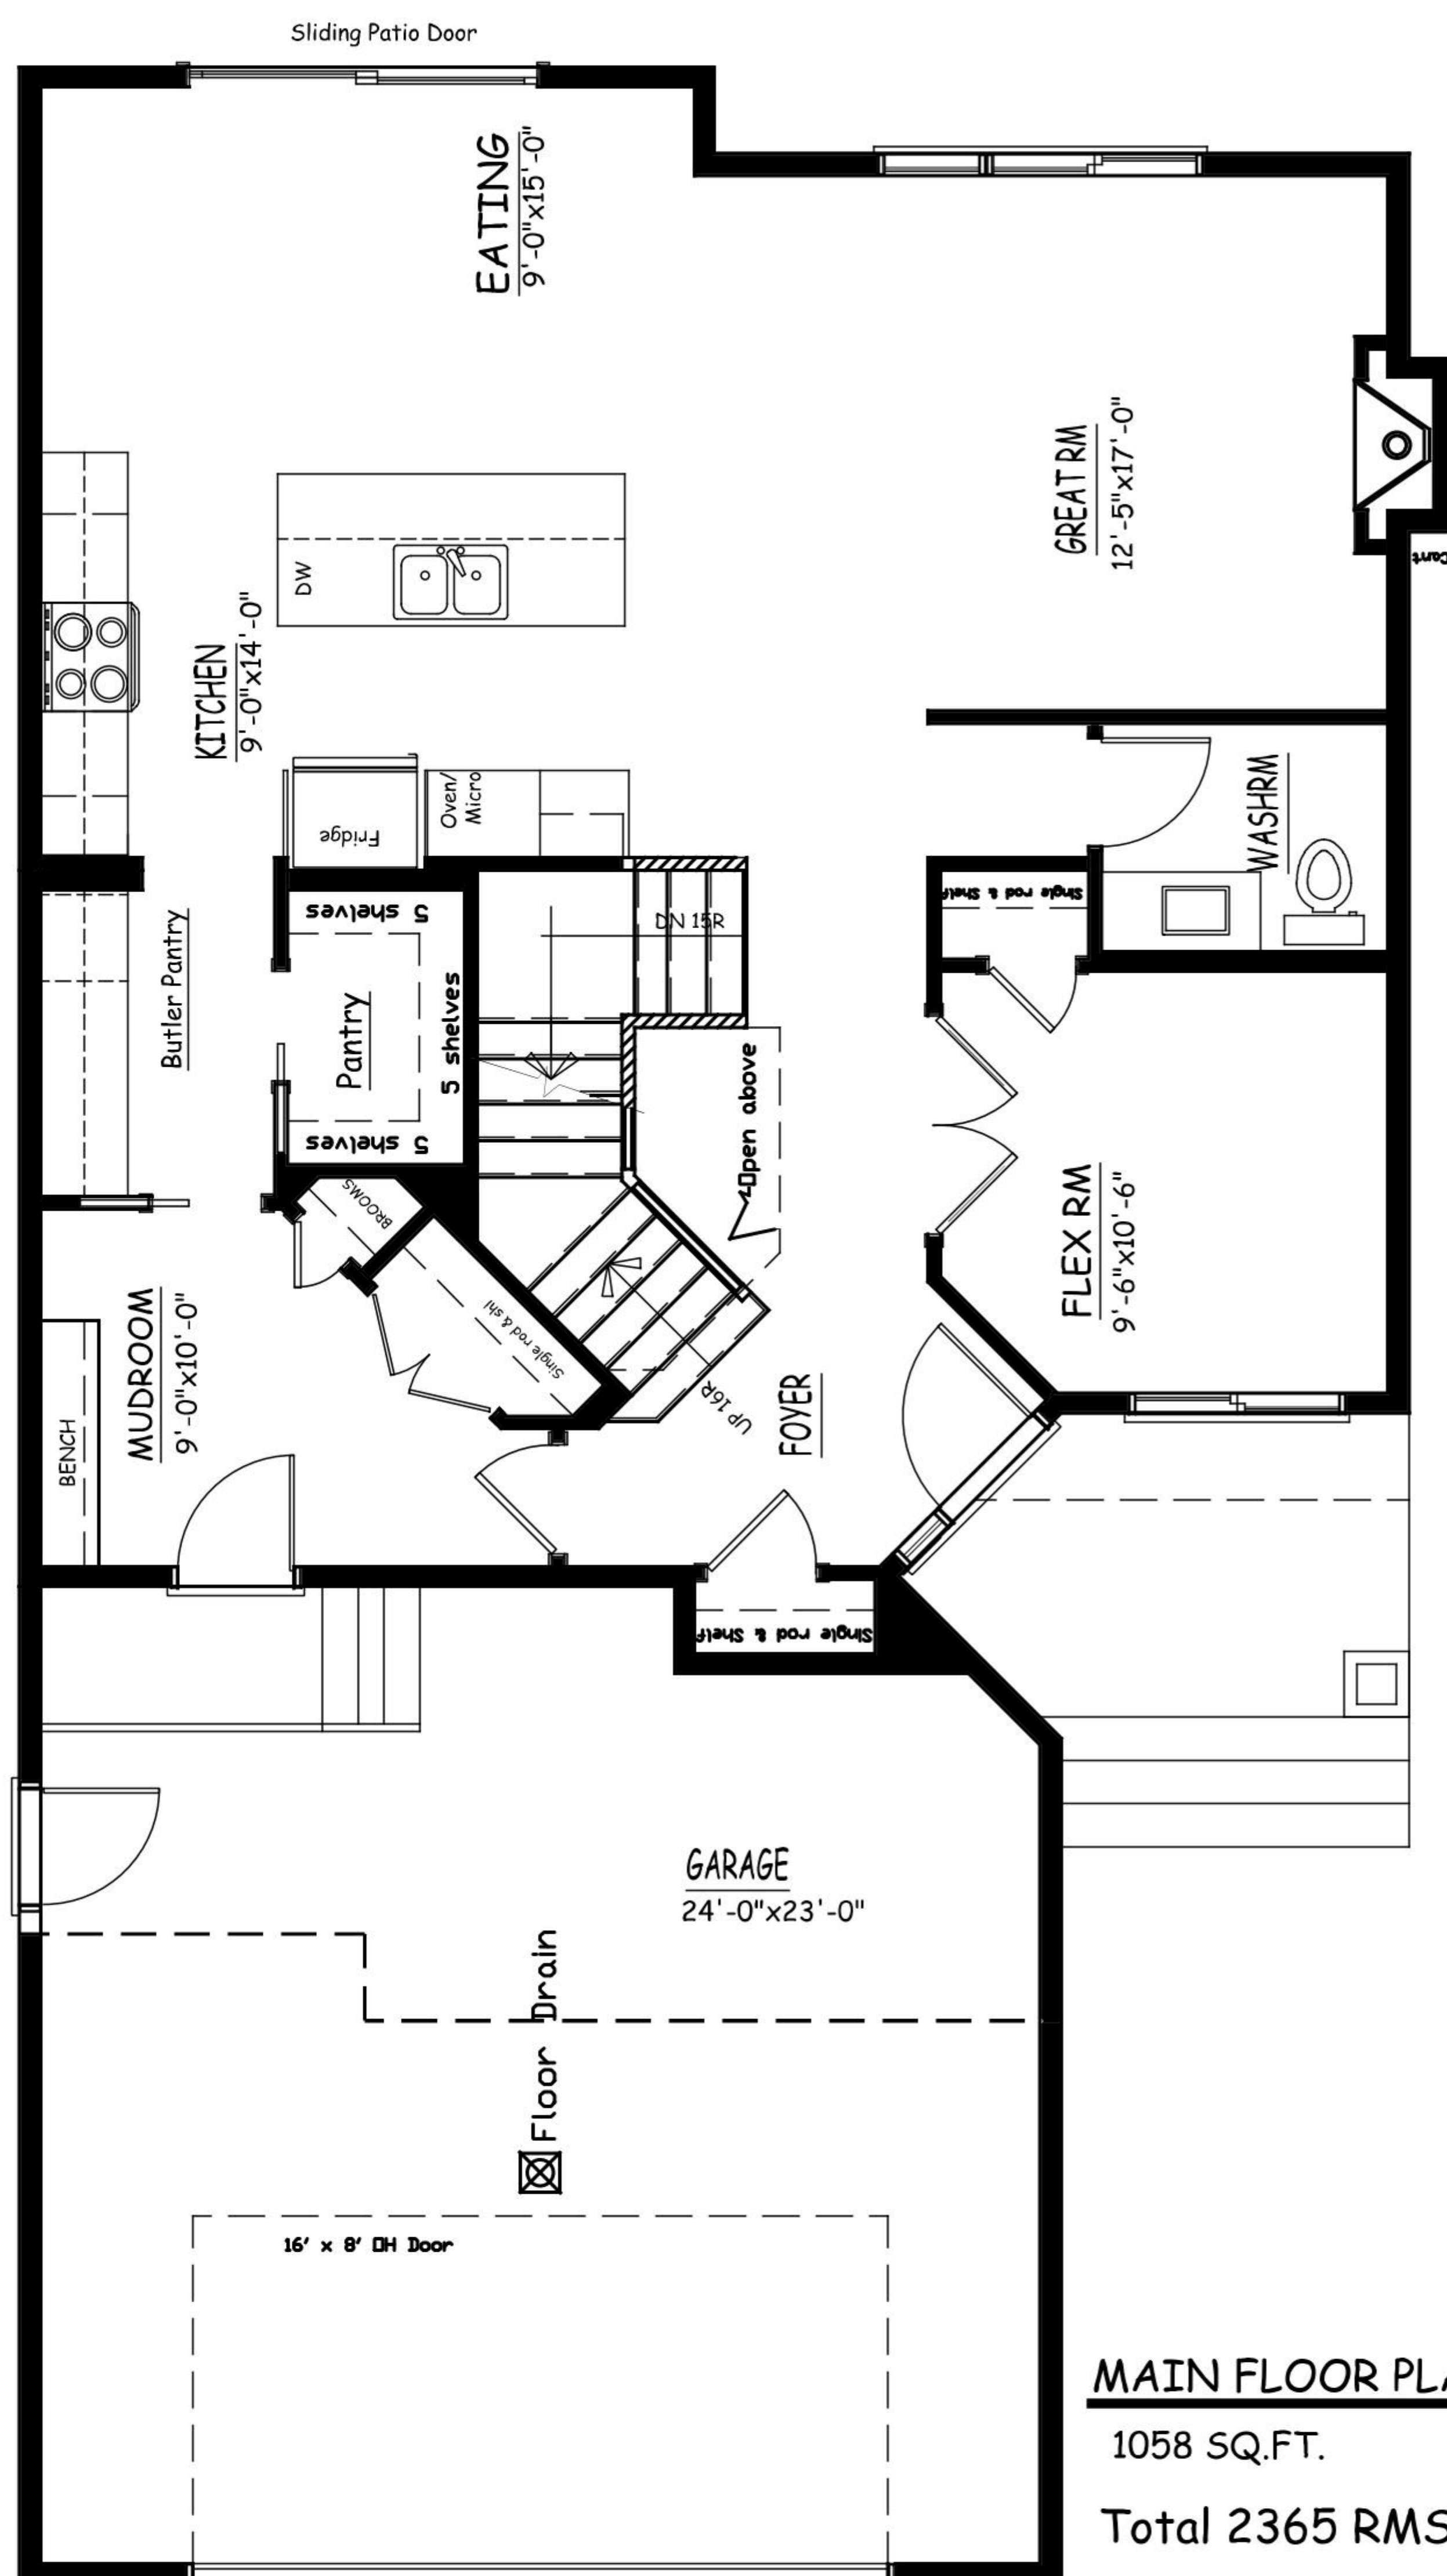 Sliding Patio Door
EATING
9'-0"x15'-0"
GREAT RM
12'-5"x17'-0"
Cant
DW
KITCHEN
9'-0"x14'-0"
Oven/
Micro
Fridge
WASHRM
Single rod & Shelf
5 shelves
DN 15R
Butler Pantry
Pantry
5 shelves
Open above
5 shelves
BROOMS
FLEX RM
9'-6"x10'-6"
MUDROOM
9'-0"x10'-0"
Single rod & shl
UP 16R
FOYER
BENCH
Single rod & Shelf
GARAGE
24'-0"x23'-0"
Floor Drain
16' x 8' OH Door
MAIN FLOOR PLA
1058 SQ.FT.
Total 2365 RMS